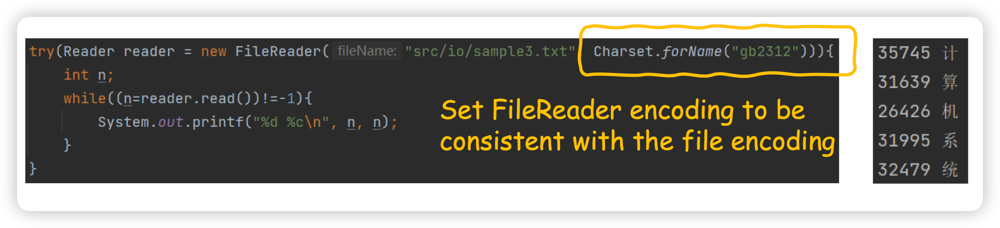 try(Reader reader = new FileReader( fileName: "src/io/sample3.txt" Charset.forName("gb2312"))){
int n;
while((n=reader.read())!=-1){
System.out.printf("%d %c\n", n, n);
}
}
Set FileReader encoding to be
consistent with the file encoding
35745 计
31639 算
26426 机
31995 系
32479 统